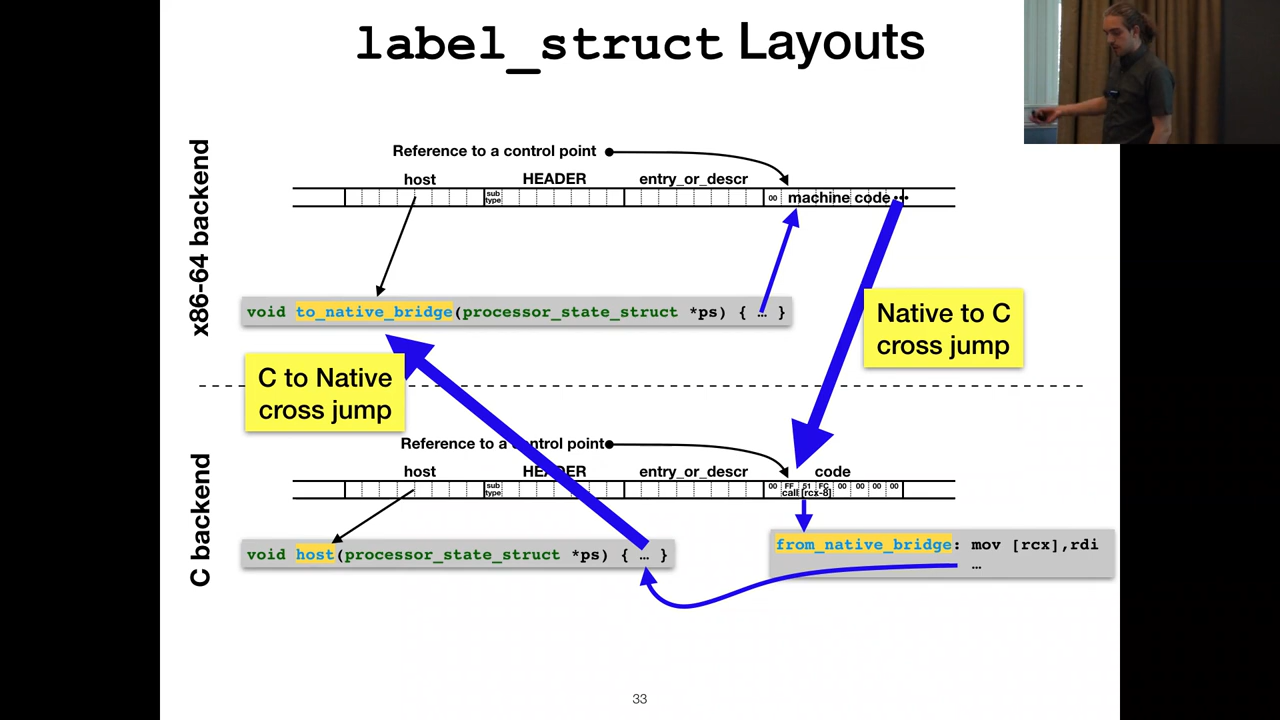 label_struct Layouts
x86-64 backend
Reference to a control point
host HEADER entry_or_descr
sub
type
00 machine code...
void to_native_bridge(processor_state_struct *ps) { … }
Native to C
cross jump
C to Native
cross jump
C backend
Reference to a control point
host HEADER entry_or_descr code
sub
type
00 FF 51 FC 00 00 00 00
call [rcx-8]
void host(processor_state_struct *ps) { … }
from_native_bridge: mov [rcx],rdi
…
33